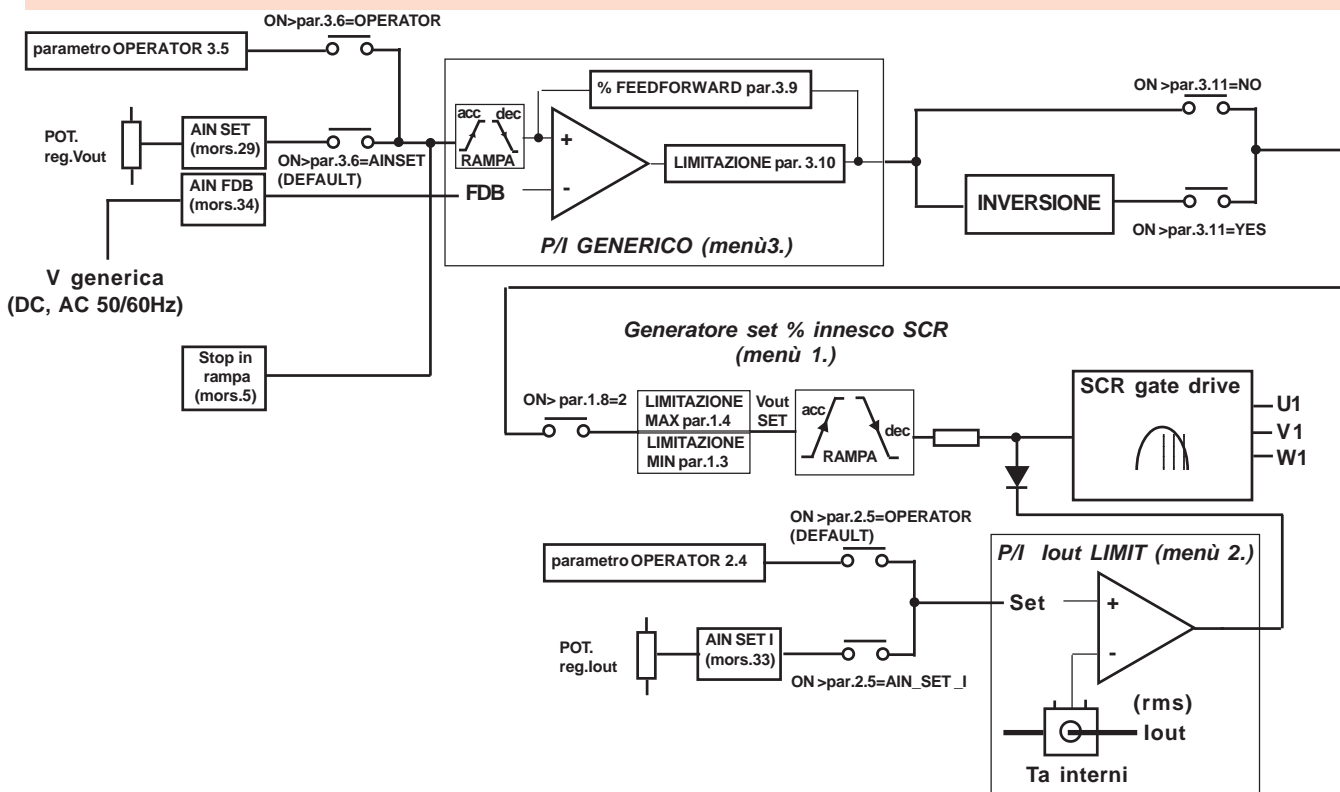 ON>par.3.6=OPERATOR
parametro OPERATOR 3.5
POT.
reg.Vout
AIN SET
(mors.29)
ON>par.3.6=AINSET
(DEFAULT)
AIN FDB
(mors.34)
V generica
(DC, AC 50/60Hz)
Stop in
rampa
(mors.5)
acc
dec
RAMPA
FDB
% FEEDFORWARD par.3.9
+
-
LIMITAZIONE par. 3.10
P/I GENERICO (menù3.)
ON >par.3.11=NO
INVERSIONE
ON >par.3.11=YES
Generatore set % innesco SCR
(menù 1.)
ON> par.1.8=2
LIMITAZIONE
MAX par.1.4
LIMITAZIONE
MIN par.1.3
Vout
SET
acc
dec
RAMPA
SCR gate drive
U1
V1
W1
ON >par.2.5=OPERATOR
(DEFAULT)
parametro OPERATOR 2.4
POT.
reg.Iout
AIN SET I
(mors.33)
ON >par.2.5=AIN_SET_I
P/I Iout LIMIT (menù 2.)
Set
+
-
(rms)
Iout
Ta interni